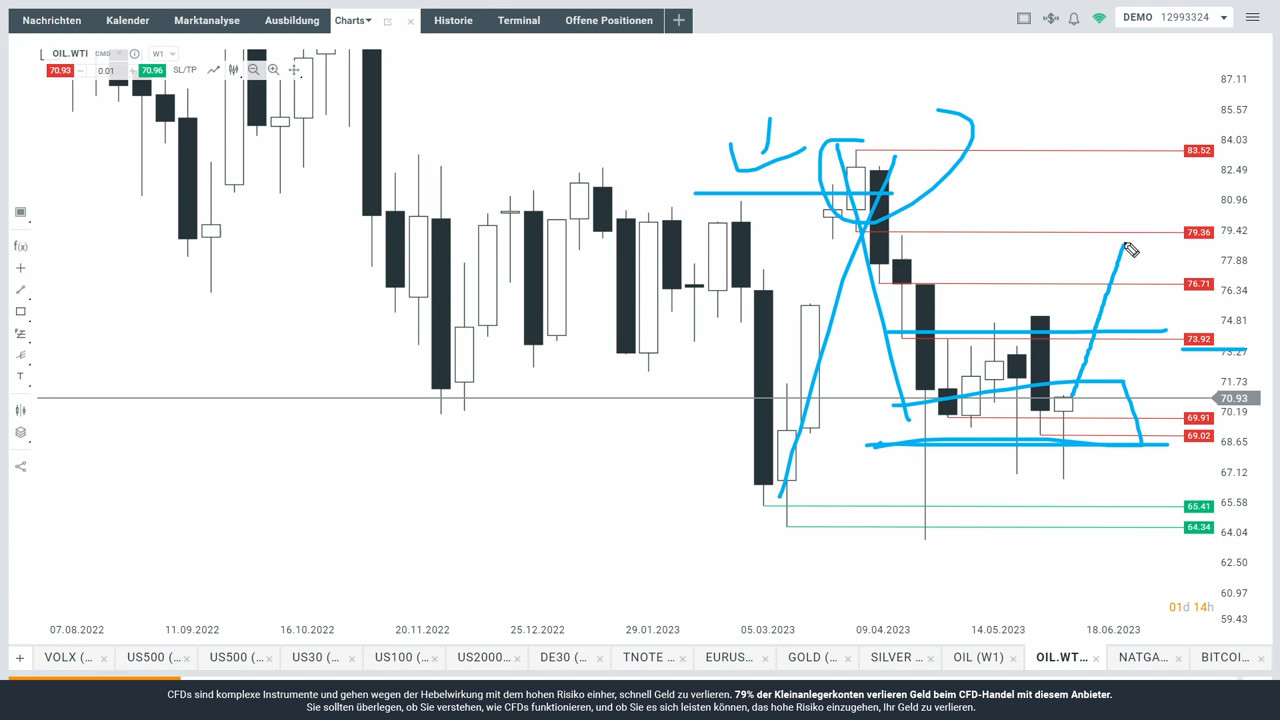 Nachrichten Kalender Marktanalyse Ausbildung Charts Historie Terminal Offene Positionen DEMO 12993324
OIL.WTI CMD W1
70.93 0.01 70.96 SL/TP
87.11
85.57
84.03
83.52
82.49
80.96
79.42
79.36
77.88
76.71
76.34
74.81
73.92
73.27
71.73
70.93
70.19
69.91
69.02
68.65
67.12
65.58
65.41
64.34
64.04
62.50
60.97
59.43
f(x)
T
01d 14h
07.08.2022 11.09.2022 16.10.2022 20.11.2022 25.12.2022 29.01.2023 05.03.2023 09.04.2023 14.05.2023 18.06.2023
VOLX (... US500 (... US500 (... US30 (... US100 (... US2000... DE30 (... TNOTE ... EURUS... GOLD (... SILVER ... OIL (W1) OIL.WT... NATGA... BITCOI...
CFDs sind komplexe Instrumente und gehen wegen der Hebelwirkung mit dem hohen Risiko einher, schnell Geld zu verlieren. 79% der Kleinanlegerkonten verlieren Geld beim CFD-Handel mit diesem Anbieter.
Sie sollten überlegen, ob Sie verstehen, wie CFDs funktionieren, und ob Sie es sich leisten können, das hohe Risiko einzugehen, Ihr Geld zu verlieren.